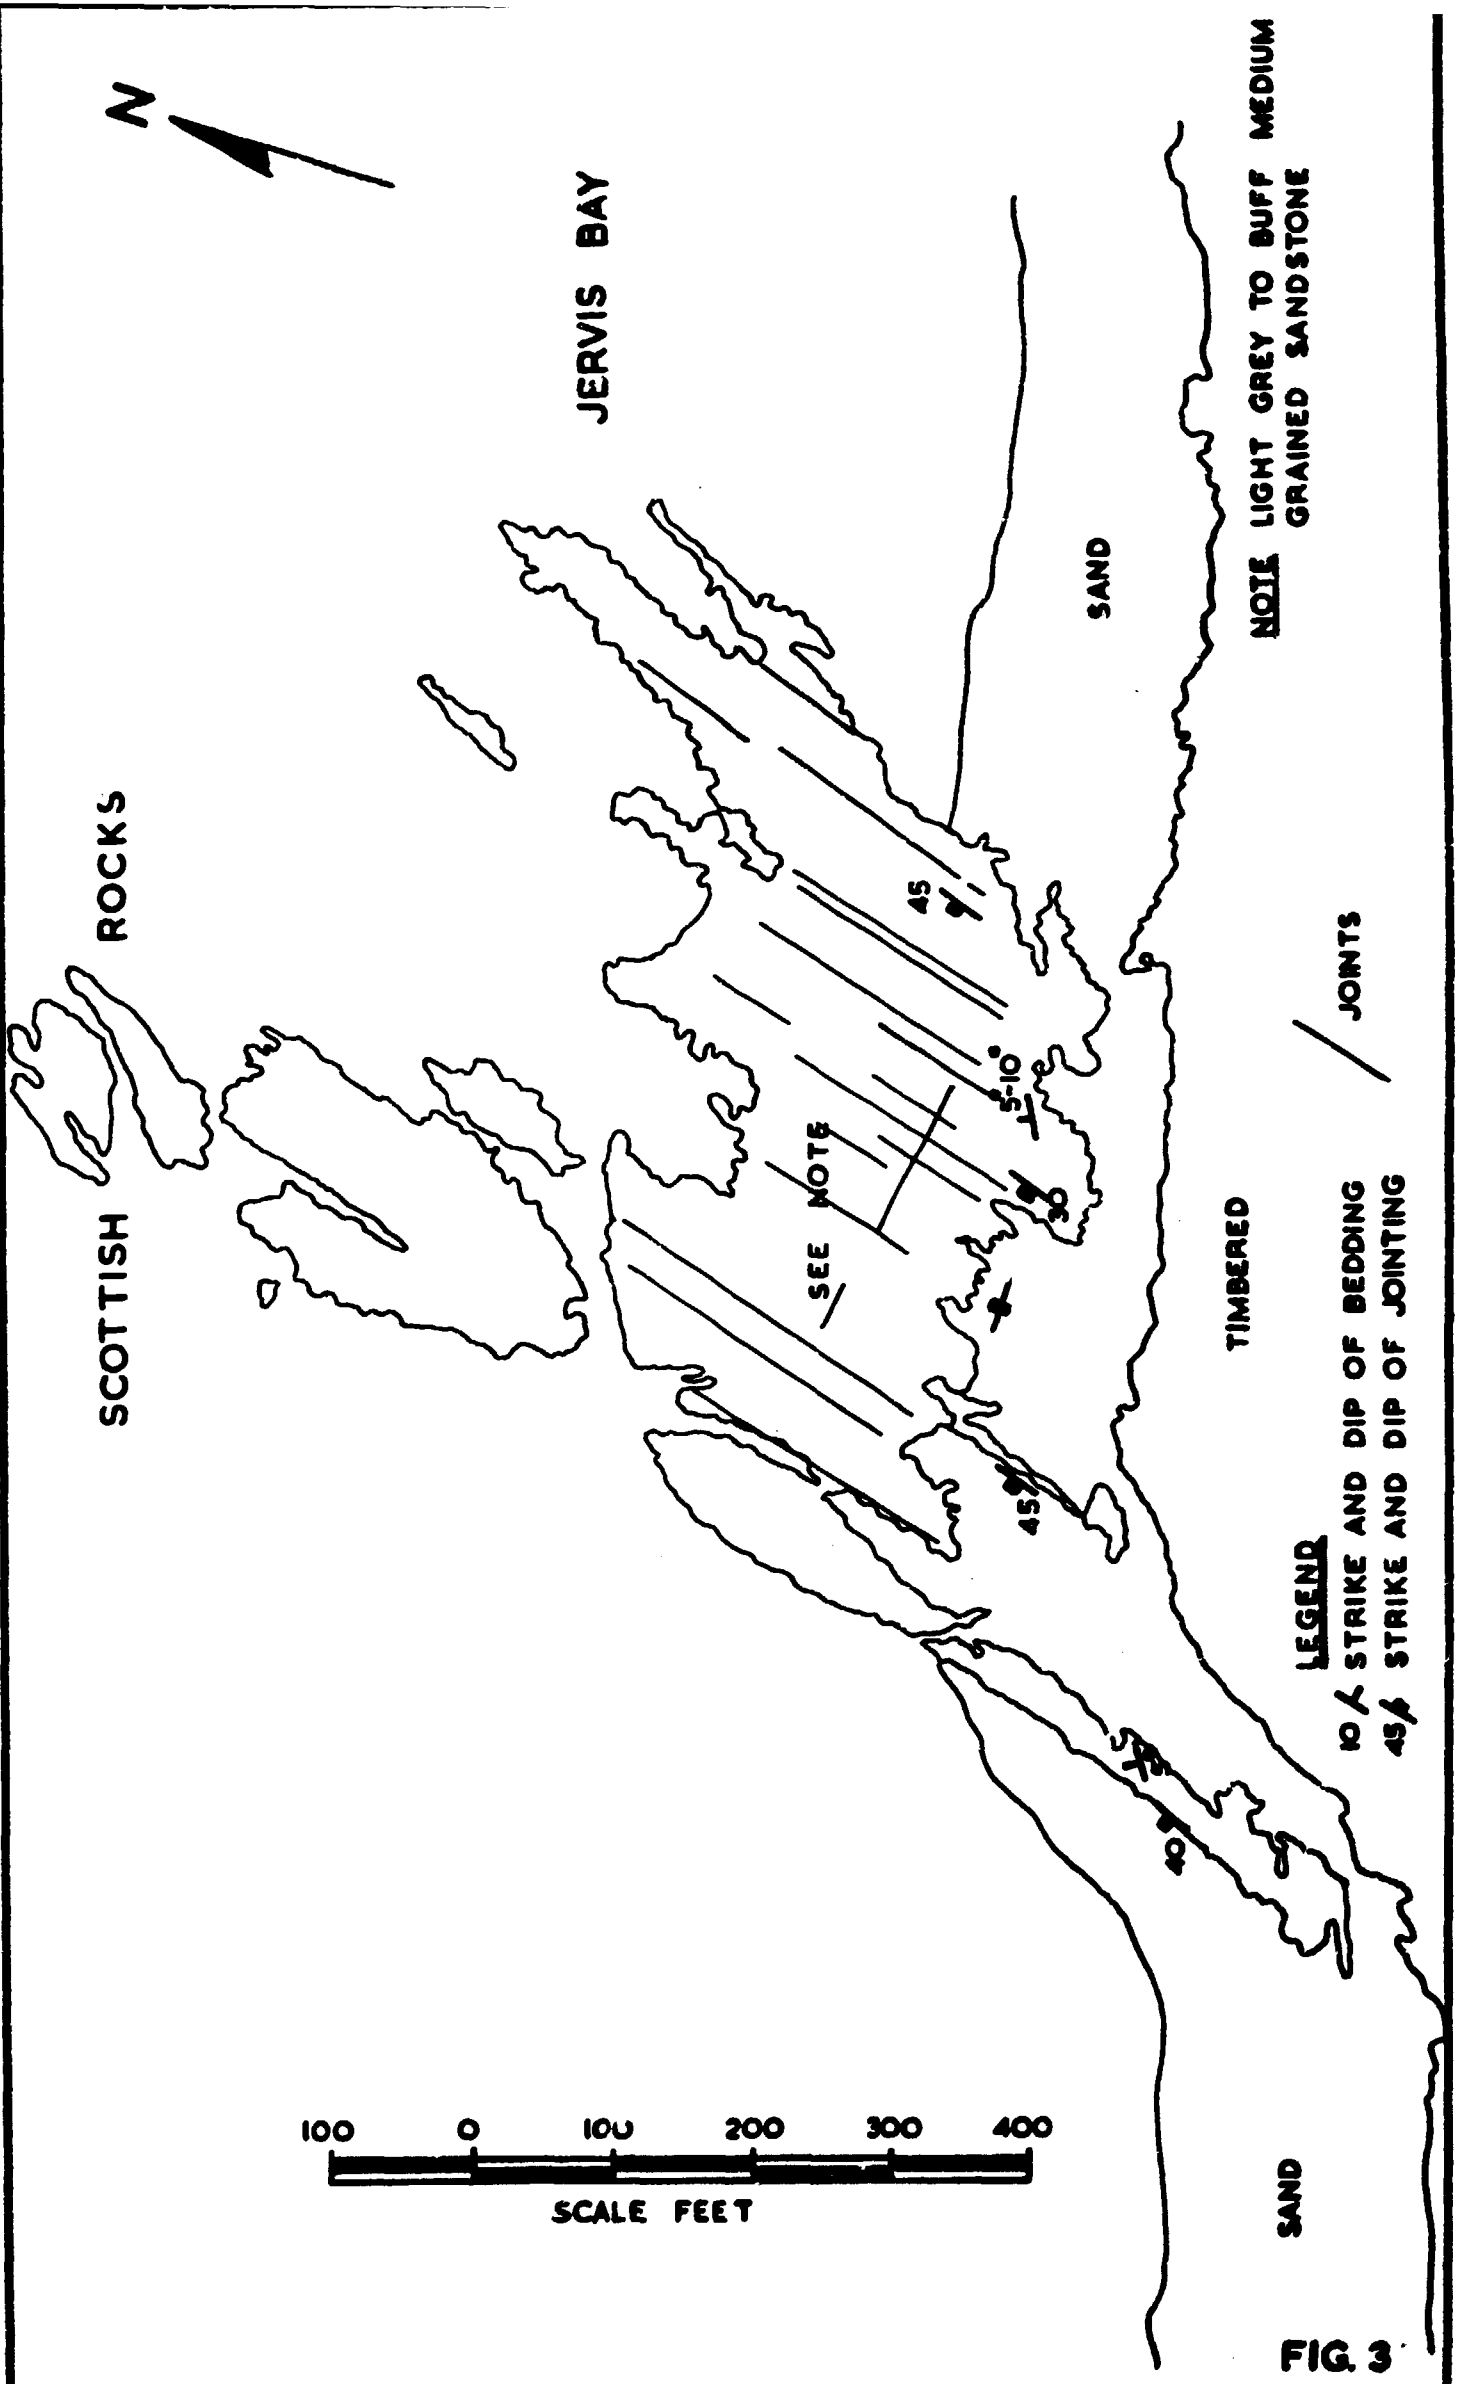 N
JERVIS BAY
SCOTTISH ROCKS
SAND
NOTE LIGHT GREY TO BUFF MEDIUM
GRAINED SANDSTONE
45
5-10°
SEE NOTE
30
45
40
TIMBERED
JOINTS
LEGEND
10 STRIKE AND DIP OF BEDDING
45 STRIKE AND DIP OF JOINTING
100 0 100 200 300 400
SCALE FEET
SAND
FIG. 3